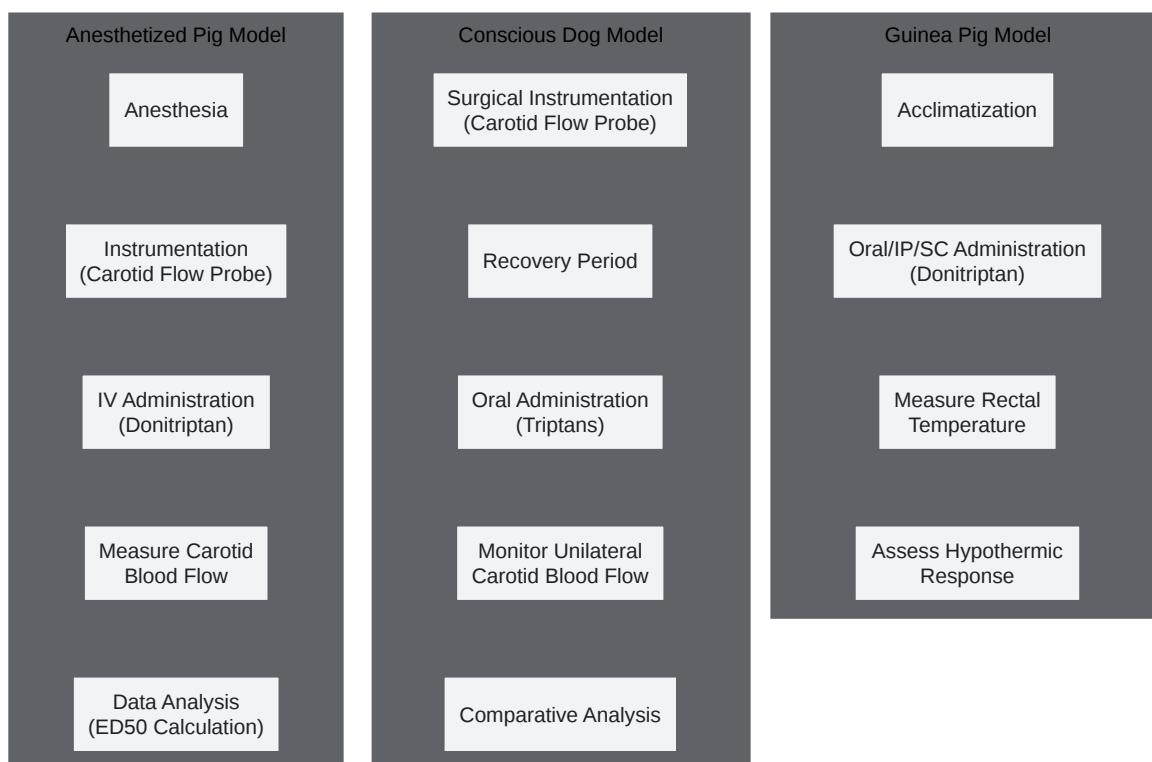 Anesthetized Pig Model
Anesthesia
Instrumentation
(Carotid Flow Probe)
IV Administration
(Donitriptan)
Measure Carotid
Blood Flow
Data Analysis
(ED50 Calculation)
Conscious Dog Model
Surgical Instrumentation
(Carotid Flow Probe)
Recovery Period
Oral Administration
(Triptans)
Monitor Unilateral
Carotid Blood Flow
Comparative Analysis
Guinea Pig Model
Acclimatization
Oral/IP/SC Administration
(Donitriptan)
Measure Rectal
Temperature
Assess Hypothermic
Response